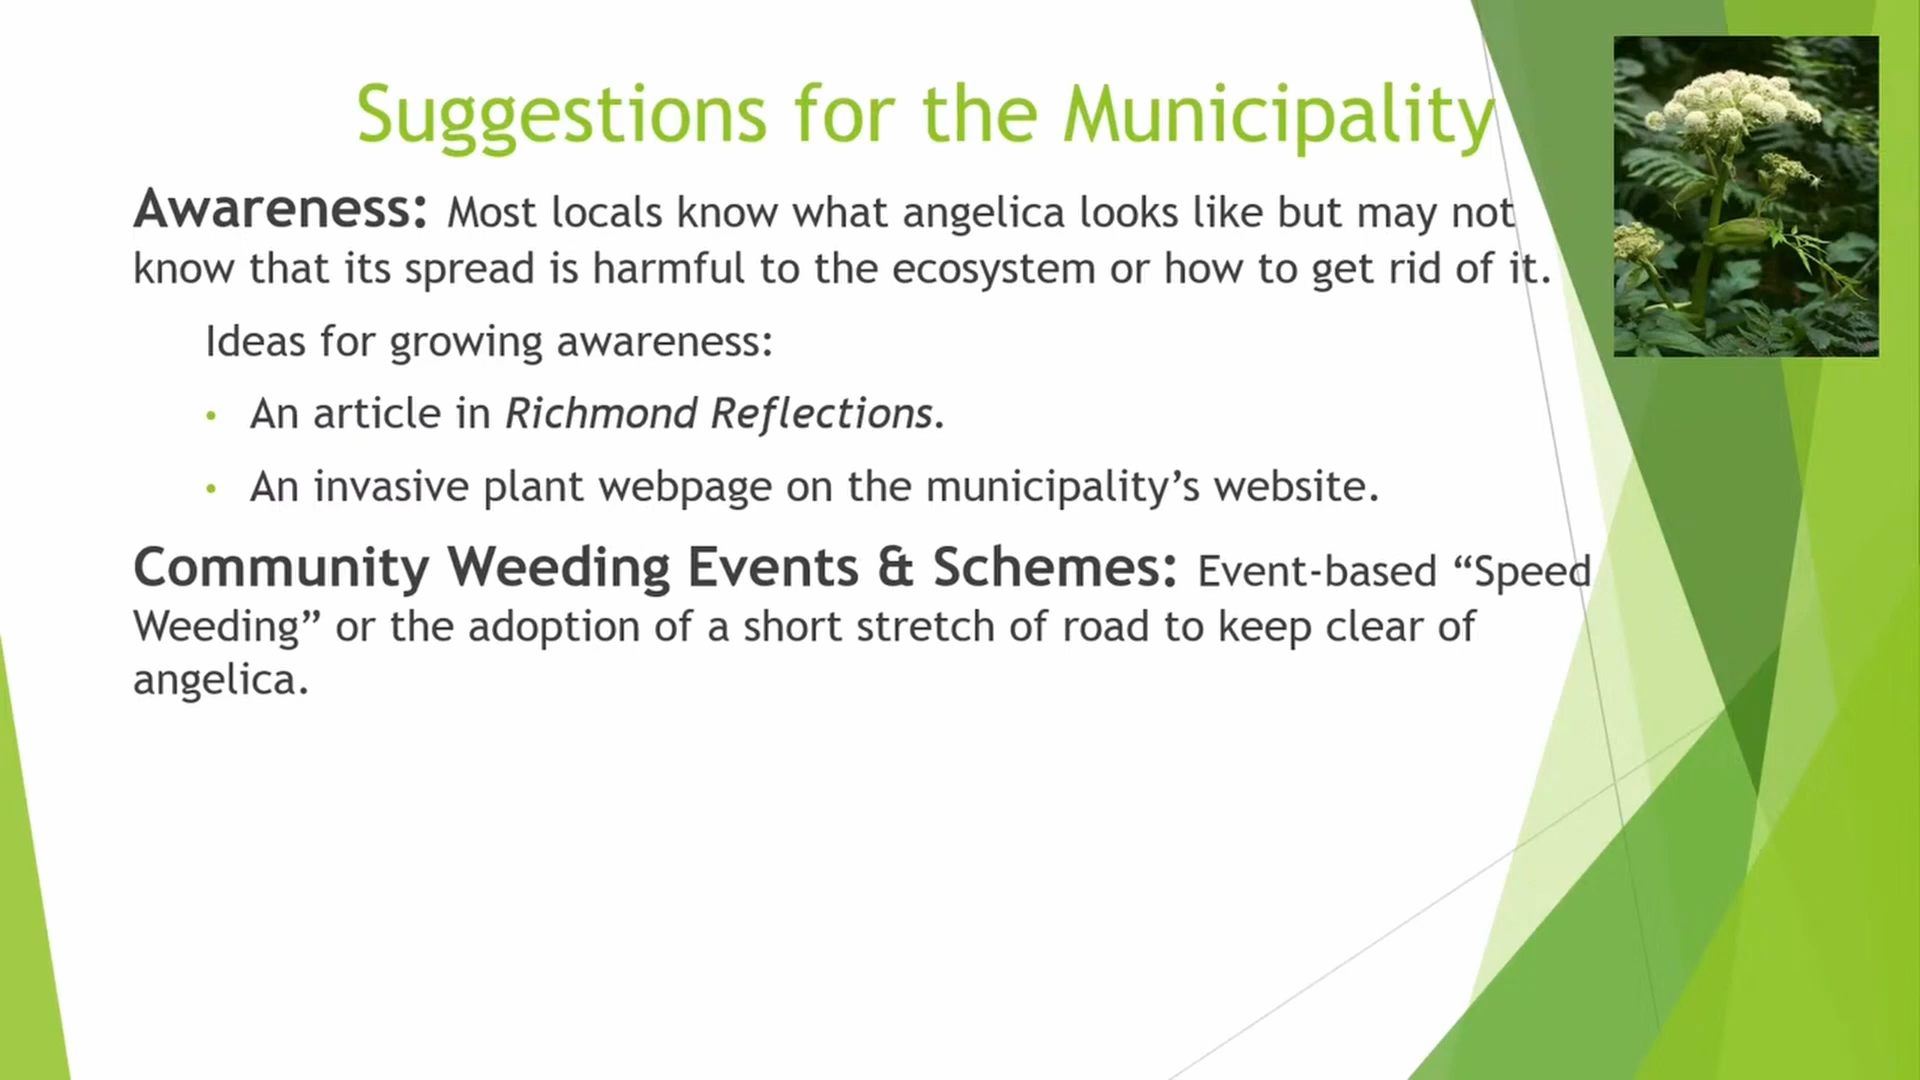 Suggestions for the Municipality
Awareness: Most locals know what angelica looks like but may not
know that its spread is harmful to the ecosystem or how to get rid of it.
Ideas for growing awareness:
• An article in Richmond Reflections.
• An invasive plant webpage on the municipality’s website.
Community Weeding Events & Schemes: Event-based “Speed
Weeding” or the adoption of a short stretch of road to keep clear of
angelica.